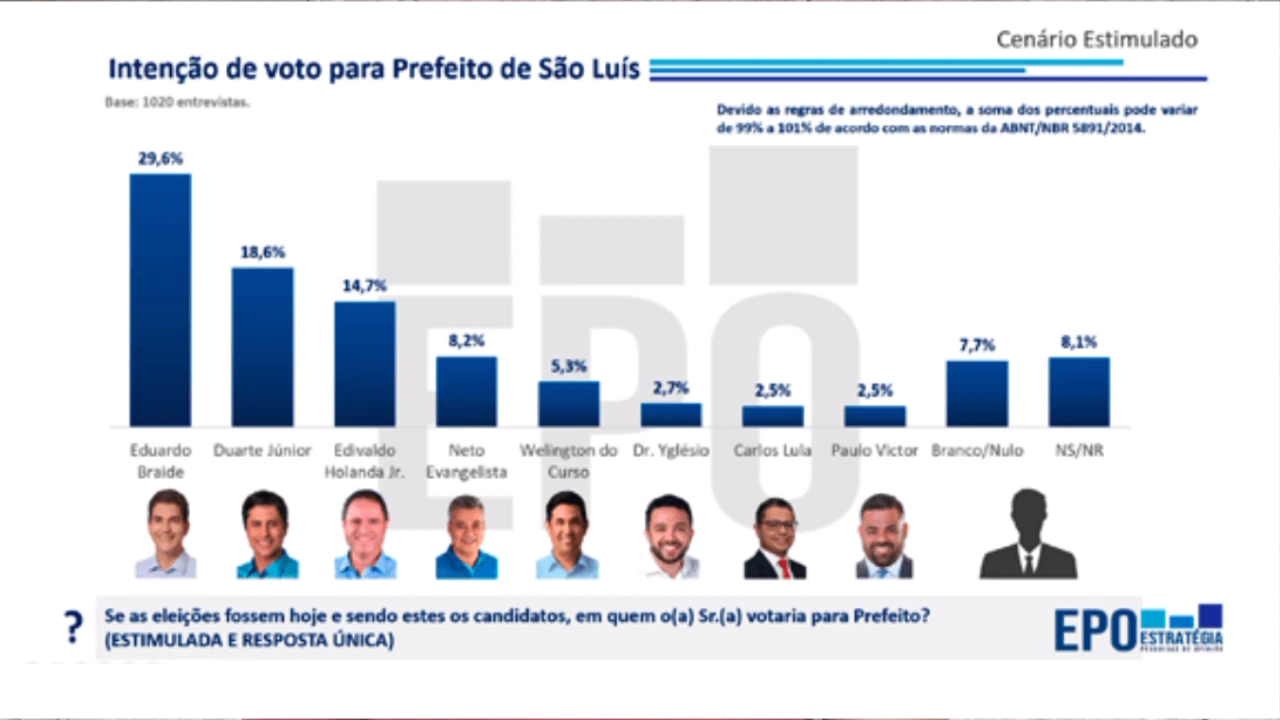 Cenário Estimulado
Intenção de voto para Prefeito de São Luís
Base: 1020 entrevistas.
Devido as regras de arredondamento, a soma dos percentuais pode variar
de 99% a 101% de acordo com as normas da ABNT/NBR 5891/2014.
29,6%
18,6%
14,7%
8,2%
5,3%
2,7%
2,5%
2,5%
7,7%
8,1%
EPO
Eduardo
Braide
Duarte Júnior
Edivaldo
Holanda Jr.
Neto
Evangelista
Welington do
Curso
Dr. Yglésio
Carlos Lula
Paulo Victor
Branco/Nulo
NS/NR
? Se as eleições fossem hoje e sendo estes os candidatos, em quem o(a) Sr.(a) votaria para Prefeito?
(ESTIMULADA E RESPOSTA ÚNICA)
EPO ESTRATÉGIA
PESQUISAS DE OPINIÃO